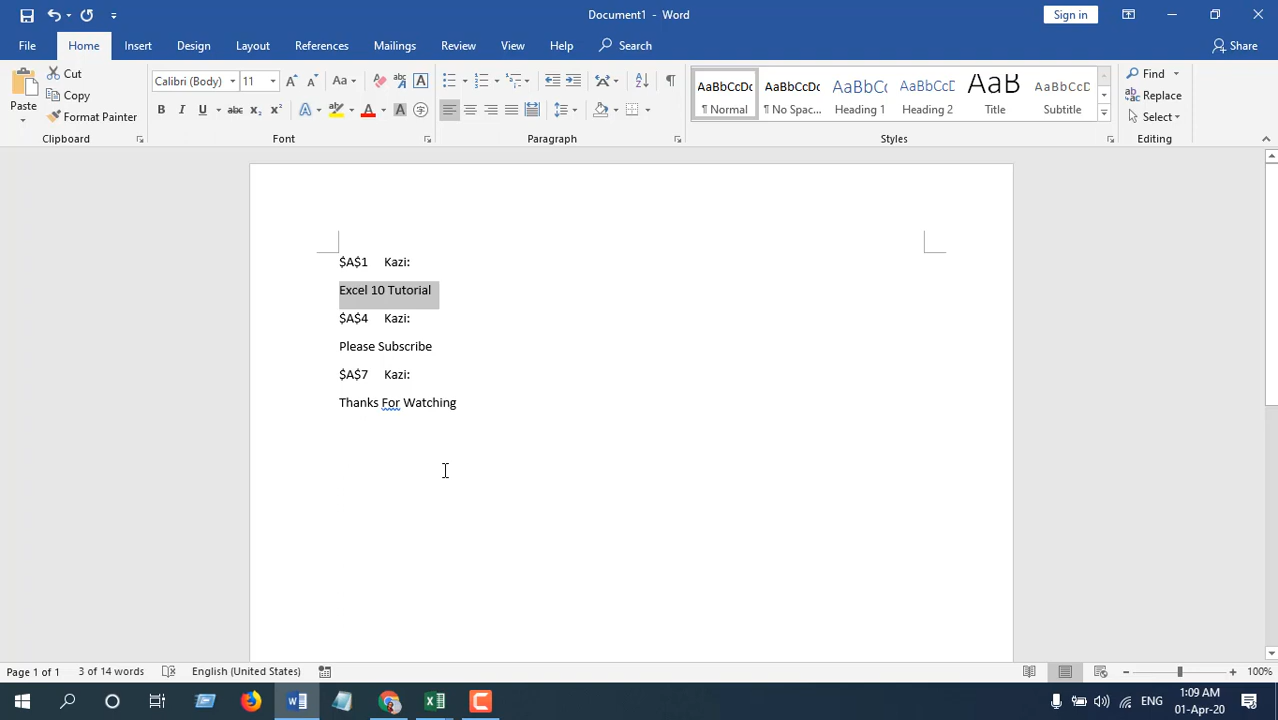 Document1 - Word
Sign in
File Home Insert Design Layout References Mailings Review View Help Search Share
Paste
Cut
Copy
Format Painter
Clipboard
Calibri (Body) 11
Font
Paragraph
AaBbCcDc AaBbCcDc AaBbCc AaBbCcD AaB AaBbCcD
¶ Normal ¶ No Spac... Heading 1 Heading 2 Title Subtitle
Styles
Find
Replace
Select
Editing
$A$1 Kazi:
Excel 10 Tutorial
$A$4 Kazi:
Please Subscribe
$A$7 Kazi:
Thanks For Watching
Page 1 of 1 3 of 14 words English (United States) 100%
ENG
1:09 AM
01-Apr-20